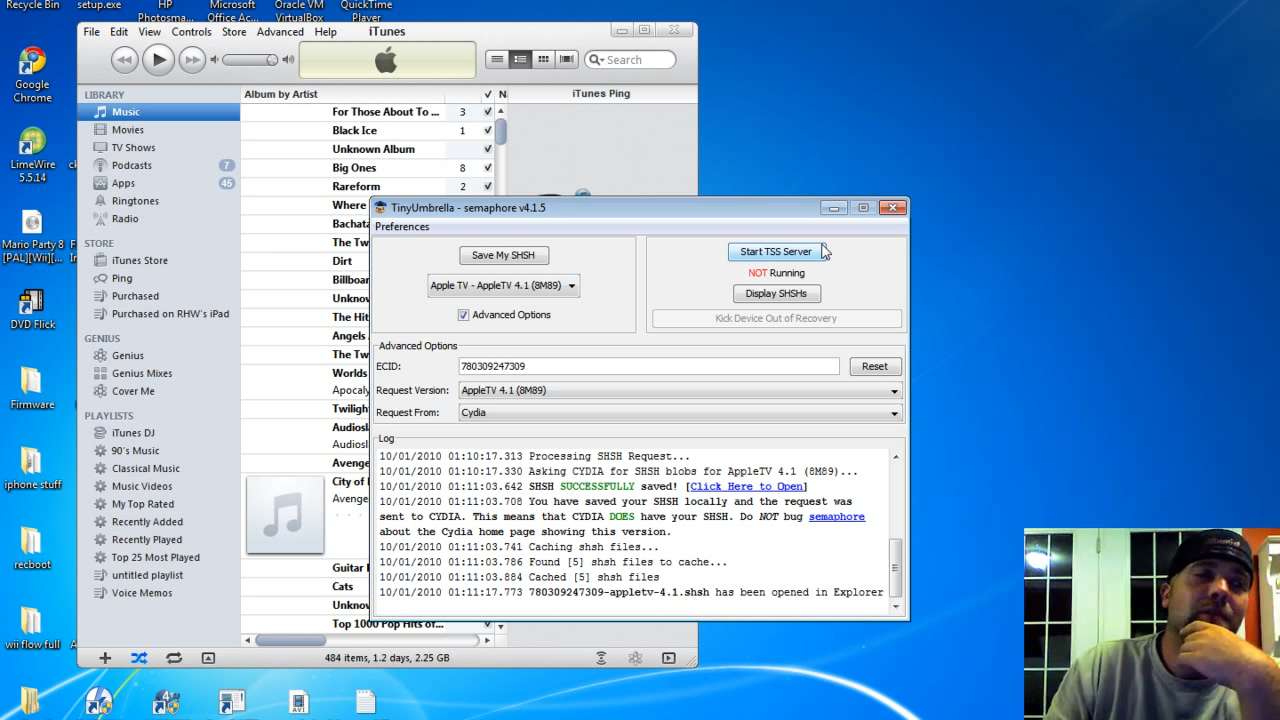 Recycle Bin
setup.exe
HP
Photosma...
Microsoft
Office Ac...
Oracle VM
VirtualBox
QuickTime
Player
Google
Chrome
LimeWire
5.5.14
Mario Party 8
[PAL][Wii][...
DVD Flick
Firmware
iphone stuff
recboot
wii flow full
File Edit View Controls Store Advanced Help
iTunes
Search
LIBRARY
Music
Movies
TV Shows
Podcasts 7
Apps 45
Ringtones
Radio
STORE
iTunes Store
Ping
Purchased
Purchased on RHW's iPad
GENIUS
Genius
Genius Mixes
Cover Me
PLAYLISTS
iTunes DJ
90's Music
Classical Music
Music Videos
My Top Rated
Recently Added
Recently Played
Top 25 Most Played
untitled playlist
Voice Memos
Album by Artist
iTunes Ping
For Those About To ... 3
Black Ice 1
Unknown Album
Big Ones 8
Rareform 2
Where
Bachata
The Tw
Dirt
Billboar
Unknow
The Hit
Angels
The Tw
Worlds
Apocaly
Twilight
Audiosl
Audiosla
Avenge
City of
Avenge
Guitar
Cats
Unknow
Top 1000 Pop Hits of...
484 items, 1.2 days, 2.25 GB
TinyUmbrella - semaphore v4.1.5
Preferences
Save My SHSH
Apple TV - AppleTV 4.1 (8M89)
Advanced Options
Start TSS Server
NOT Running
Display SHSHs
Kick Device Out of Recovery
Advanced Options
ECID: 780309247309 Reset
Request Version: AppleTV 4.1 (8M89)
Request From: Cydia
Log
10/01/2010 01:10:17.313 Processing SHSH Request...
10/01/2010 01:10:17.330 Asking CYDIA for SHSH blobs for AppleTV 4.1 (8M89)...
10/01/2010 01:11:03.642 SHSH SUCCESSFULLY saved! [Click Here to Open]
10/01/2010 01:11:03.708 You have saved your SHSH locally and the request was
sent to CYDIA. This means that CYDIA DOES have your SHSH. Do NOT bug semaphore
about the Cydia home page showing this version.
10/01/2010 01:11:03.741 Caching shsh files...
10/01/2010 01:11:03.786 Found [5] shsh files to cache...
10/01/2010 01:11:03.884 Cached [5] shsh files
10/01/2010 01:11:17.773 780309247309-appletv-4.1.shsh has been opened in Explorer